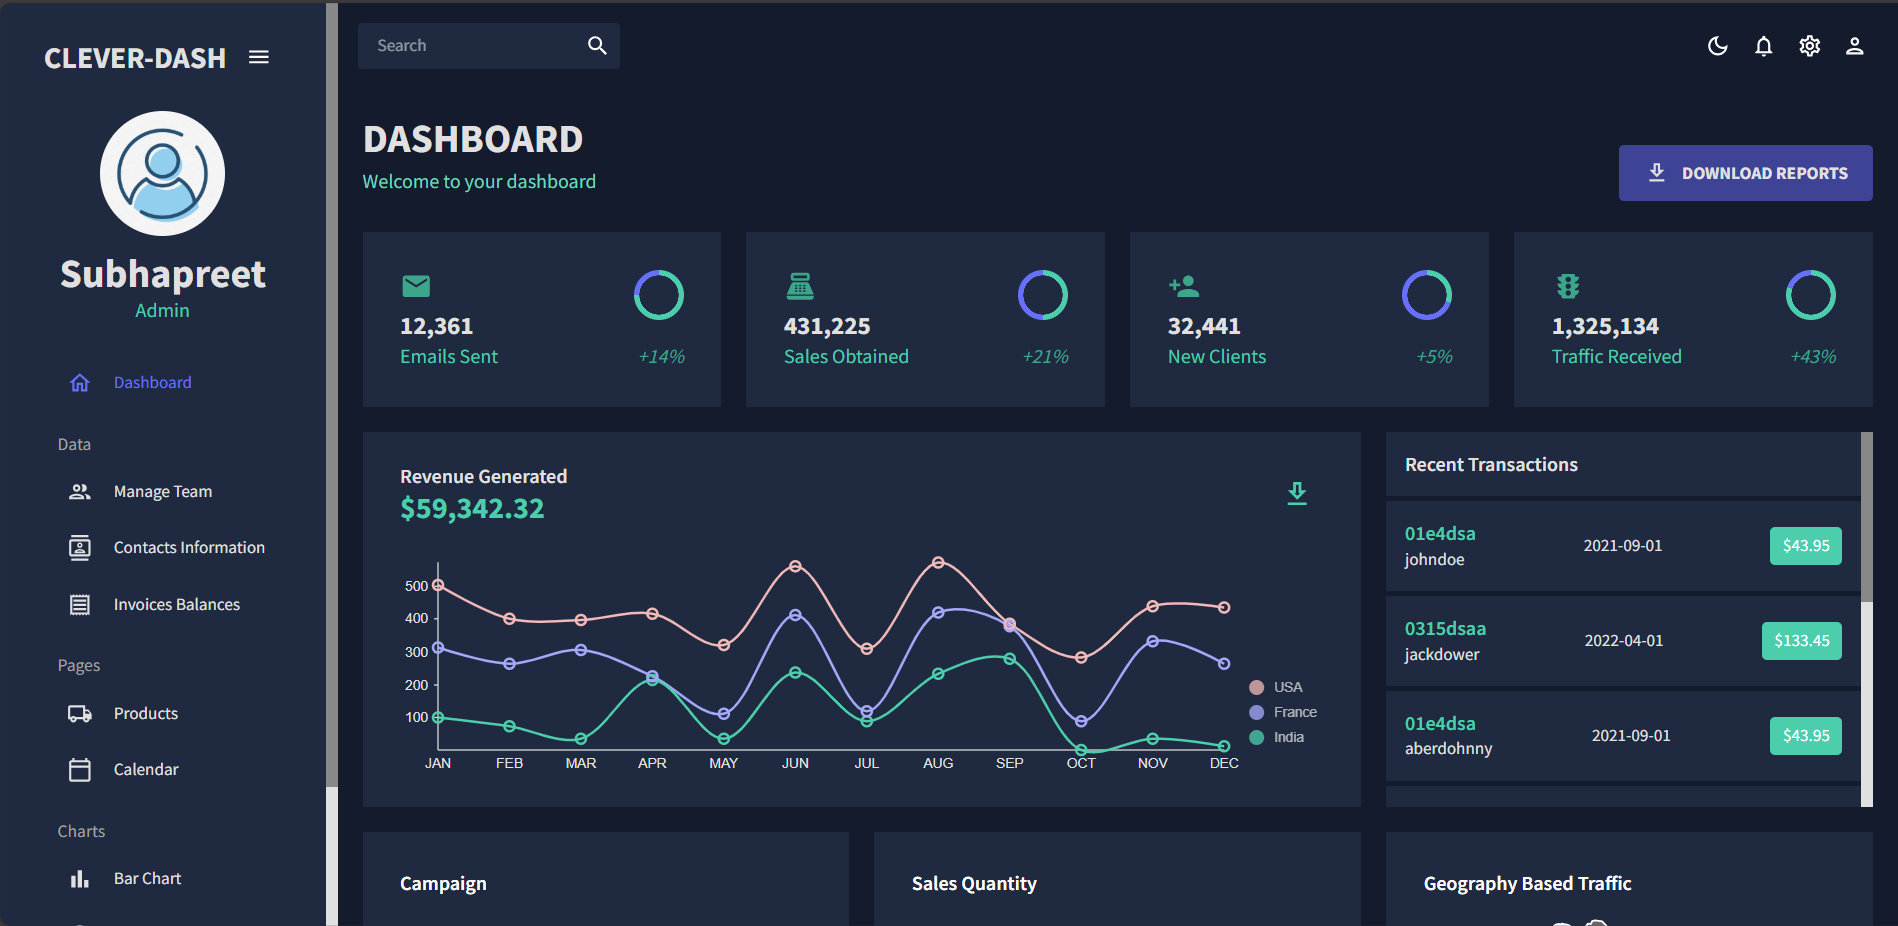 CLEVER-DASH
Subhapreet
Admin
Dashboard
Data
Manage Team
Contacts Information
Invoices Balances
Pages
Products
Calendar
Charts
Bar Chart
Search
DASHBOARD
Welcome to your dashboard
DOWNLOAD REPORTS
12,361
Emails Sent
+14%
431,225
Sales Obtained
+21%
32,441
New Clients
+5%
1,325,134
Traffic Received
+43%
Revenue Generated
$59,342.32
500
400
300
200
100
JAN FEB MAR APR MAY JUN JUL AUG SEP OCT NOV DEC
USA
France
India
Recent Transactions
01e4dsa
johndoe
2021-09-01
$43.95
0315dsaa
jackdower
2022-04-01
$133.45
01e4dsa
aberdohnny
2021-09-01
$43.95
Campaign
Sales Quantity
Geography Based Traffic